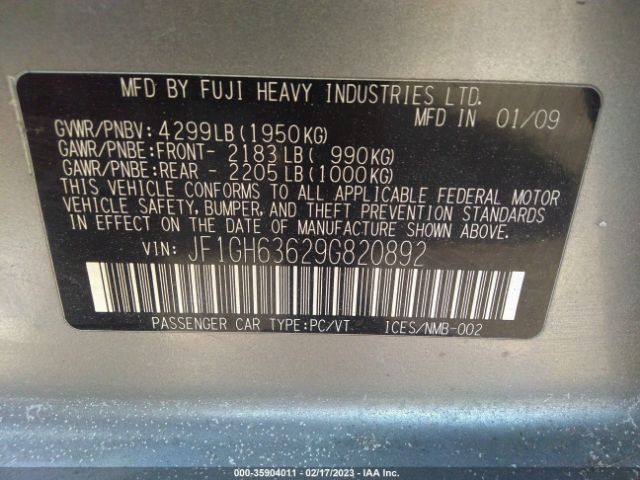 MFD BY FUJI HEAVY INDUSTRIES LTD.
MFD IN 01/09
GVWR/PNBV: 4299LB(1950KG)
GAWR/PNBE:FRONT- 2183LB( 990KG)
GAWR/PNBE:REAR - 2205LB(1000KG)
THIS VEHICLE CONFORMS TO ALL APPLICABLE FEDERAL MOTOR
VEHICLE SAFETY, BUMPER, AND THEFT PREVENTION STANDARDS
IN EFFECT ON THE DATE OF MANUFACTURE SHOWN ABOVE.
VIN: JF1GH63629G820892
PASSENGER CAR TYPE:PC/VT ICES/NMB-002
000-35904011 - 02/17/2023 - IAA Inc.